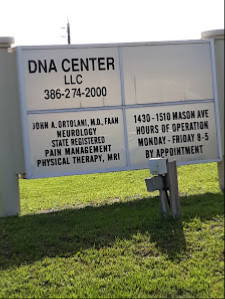 DNA CENTER
LLC
386-274-2000
JOHN A. ORTOLANI, M.D., FAAN
NEUROLOGY
STATE REGISTERED
PAIN MANAGEMENT
PHYSICAL THERAPY, MRI
1430-1510 MASON AVE
HOURS OF OPERATION
MONDAY - FRIDAY 8-5
BY APPOINTMENT